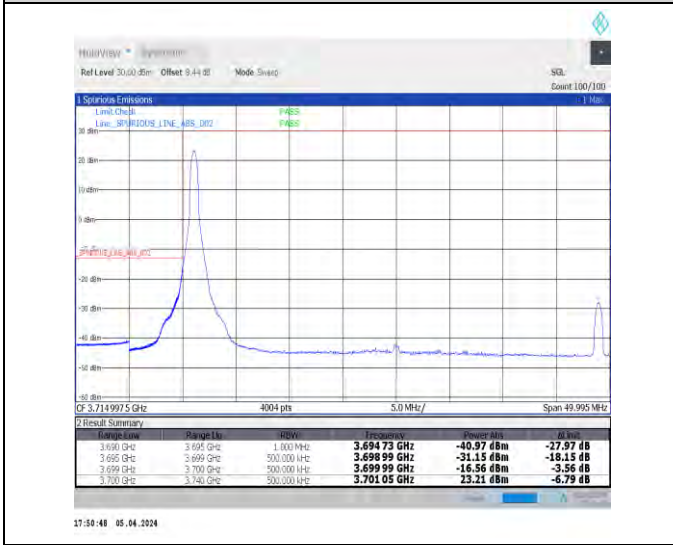 MultiView
Ref Level 30.00 dBm Offset 9.44 dB Mode Sweep SGL
Count 100/100
1 Spurious Emissions 1 Max
Limit Check PASS
Line _SPURIOUS_LINE_ABS_002 PASS
30 dBm
20 dBm
10 dBm
0 dBm
_SPURIOUS_LINE_ABS_002
-20 dBm
-30 dBm
-40 dBm
-50 dBm
-60 dBm
CF 3.7149975 GHz 4004 pts 5.0 MHz/ Span 49.995 MHz
2 Result Summary
Range Low Range Up RBW Frequency Power Abs ΔLimit
3.690 GHz 3.695 GHz 1.000 MHz 3.694 73 GHz -40.97 dBm -27.97 dB
3.695 GHz 3.699 GHz 500.000 kHz 3.698 99 GHz -31.15 dBm -18.15 dB
3.699 GHz 3.700 GHz 500.000 kHz 3.699 99 GHz -16.56 dBm -3.56 dB
3.700 GHz 3.740 GHz 500.000 kHz 3.701 05 GHz 23.21 dBm -6.79 dB
17:50:48 05.04.2024